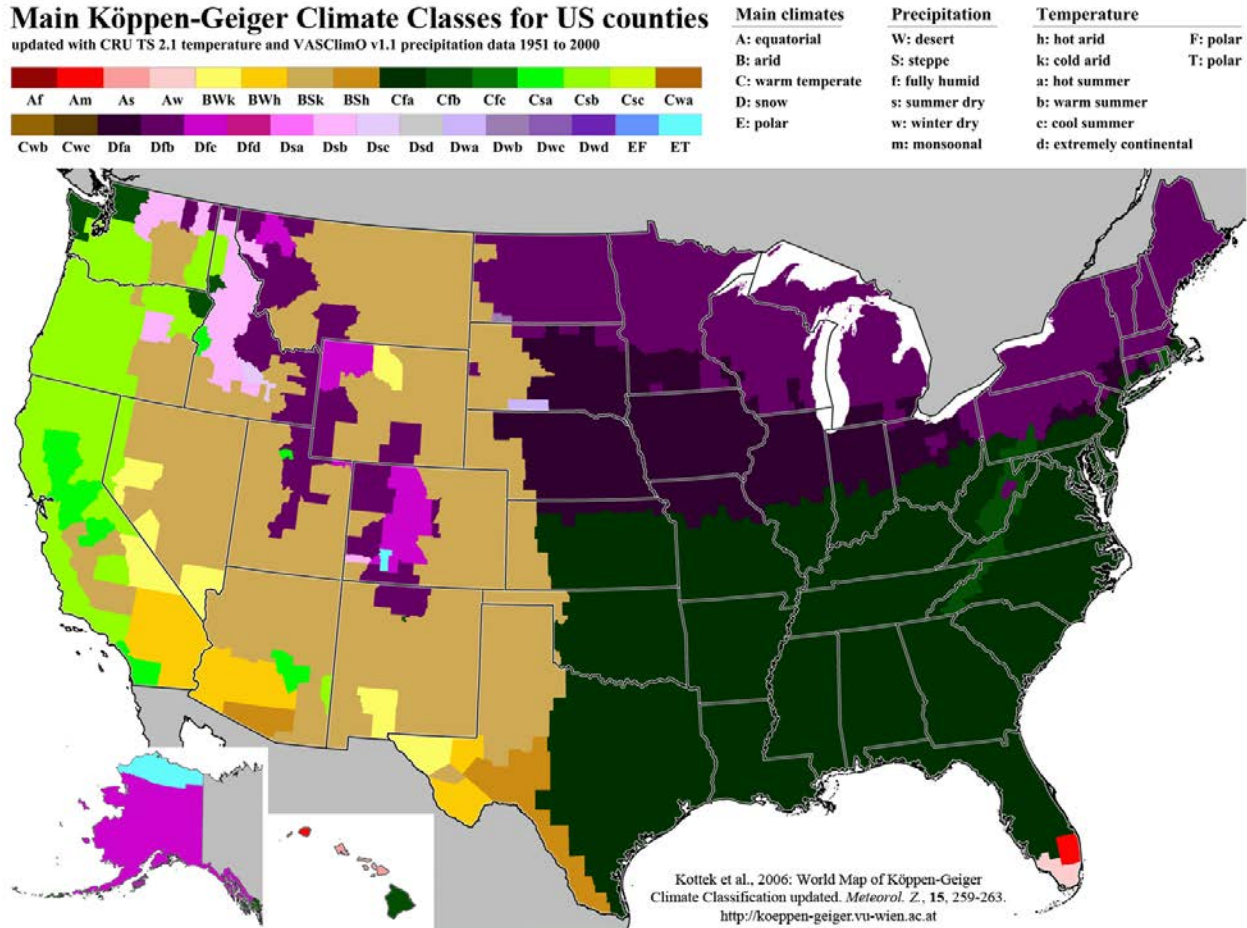 Main Köppen-Geiger Climate Classes for US counties
updated with CRU TS 2.1 temperature and VASClimO v1.1 precipitation data 1951 to 2000
Af Am As Aw BWk BWh BSk BSh Cfa Cfb Cfc Csa Csb Csc Cwa
Cwb Cwc Dfa Dfb Dfc Dfd Dsa Dsb Dsc Dsd Dwa Dwb Dwc Dwd EF ET
Main climates
A: equatorial
B: arid
C: warm temperate
D: snow
E: polar
Precipitation
W: desert
S: steppe
f: fully humid
s: summer dry
w: winter dry
m: monsoonal
Temperature
h: hot arid F: polar
k: cold arid T: polar
a: hot summer
b: warm summer
c: cool summer
d: extremely continental
Kottek et al., 2006: World Map of Köppen-Geiger
Climate Classification updated. Meteorol. Z., 15, 259-263.
http://koeppen-geiger.vu-wien.ac.at